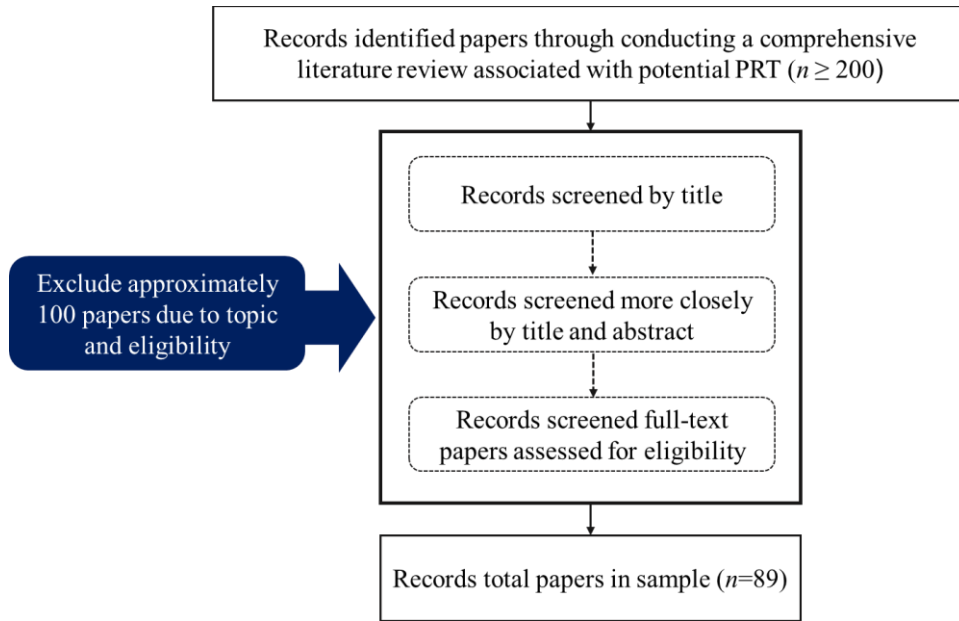 Records identified papers through conducting a comprehensive
literature review associated with potential PRT (n ≥ 200)
Records screened by title
Exclude approximately
100 papers due to topic
and eligibility
Records screened more closely
by title and abstract
Records screened full-text
papers assessed for eligibility
Records total papers in sample (n=89)